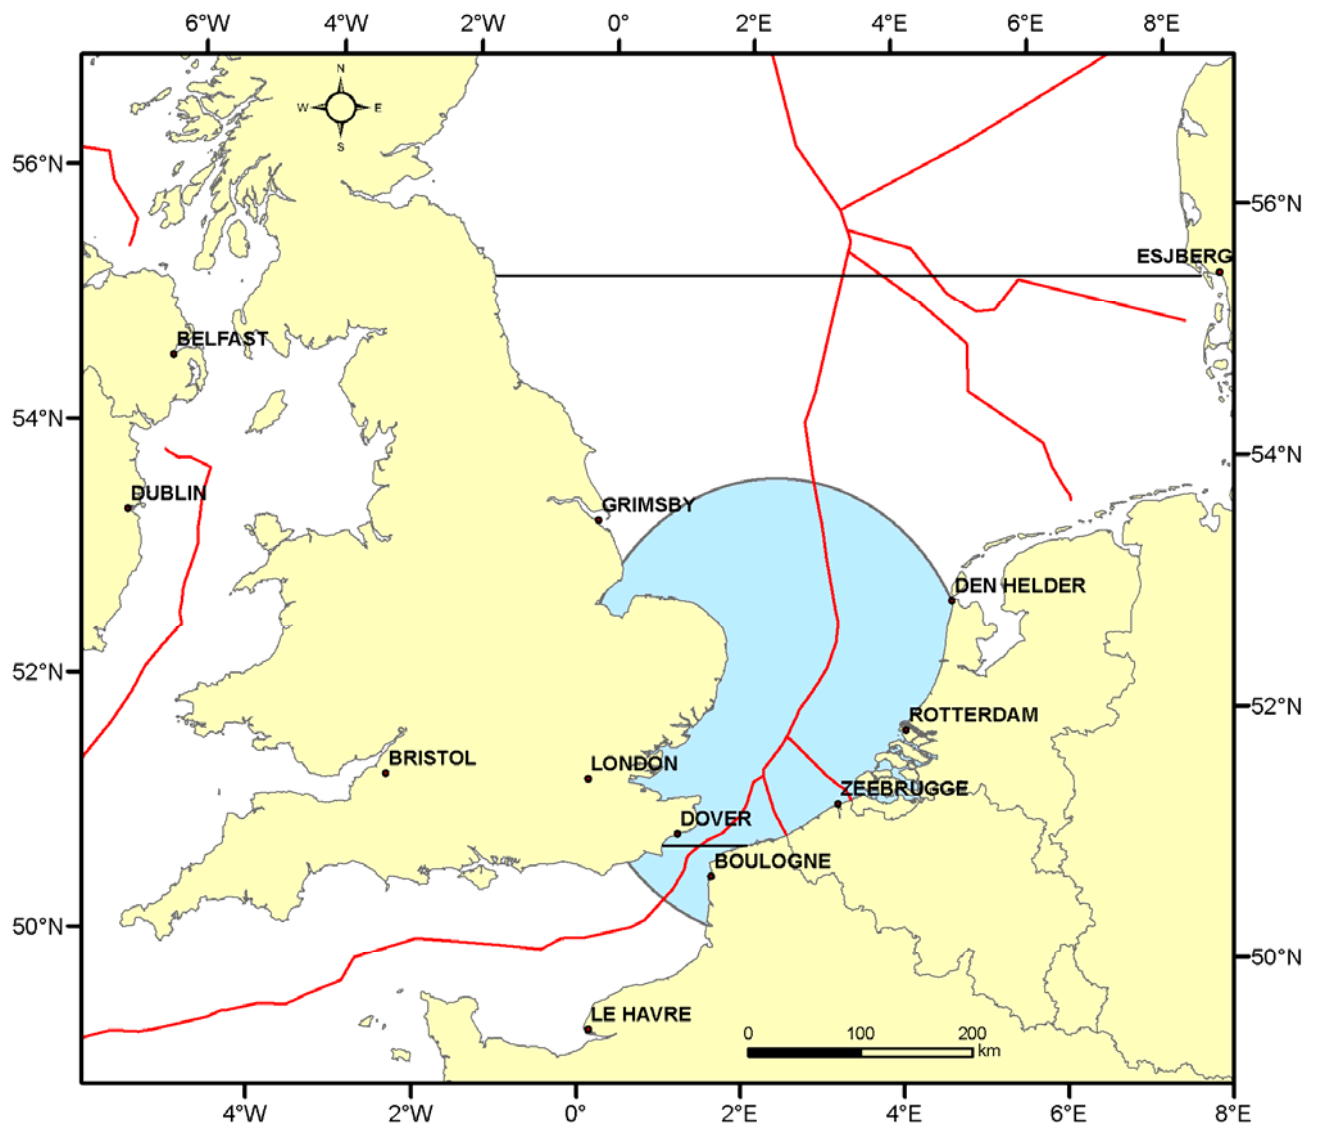 6°W 4°W 2°W 0° 2°E 4°E 6°E 8°E
N
W E
S
56°N
56°N
ESJBERG
BELFAST
54°N
54°N
DUBLIN
GRIMSBY
DEN HELDER
52°N
52°N
ROTTERDAM
BRISTOL
LONDON
ZEEBRUGGE
DOVER
BOULOGNE
50°N
50°N
LE HAVRE
0 100 200
km
4°W 2°W 0° 2°E 4°E 6°E 8°E